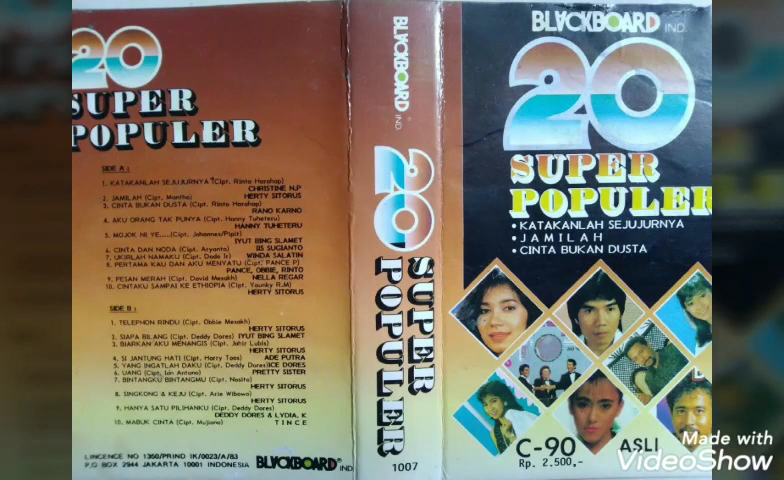 20
SUPER
POPULER
SIDE A :
1. KATAKANLAH SEJUJURNYA (Cipt. Rinto Harahap)
CHRISTINE N.P
2. JAMILAH (Cipt. Mantha) HERTY SITORUS
3. CINTA BUKAN DUSTA (Cipt. Rinto Harahap)
RANO KARNO
4. AKU ORANG TAK PUNYA (Cipt. Hanny Tuheteru)
HANNY TUHETERU
5. MOJOK NI YE....(Cipt. Johannes/Pipit)
IYUT BING SLAMET
6. CINTA DAN NODA (Cipt. Aryanto) IIS SUGIANTO
7. UKIRLAH NAMAKU (Cipt. Dodo Is) WINDA SALATIN
8. PERTAMA KAU DAN AKU MENYATU (Cipt. PANCE P)
PANCE, OBBIE, RINTO
9. PESAN MERAH (Cipt. David Mesakh) NELLA REGAR
10. CINTAKU SAMPAI KE ETHIOPIA (Cipt. Younky R.M)
HERTY SITORUS
SIDE B :
1. TELEPHON RINDU (Cipt. Obbie Mesakh)
HERTY SITORUS
2. SIAPA BILANG (Cipt. Deddy Dores) IYUT BING SLAMET
3. BIARKAN AKU MENANGIS (Cipt. Johir Lubis)
HERTY SITORUS
4. SI JANTUNG HATI (Cipt. Harry Toos) ADE PUTRA
5. YANG INGATLAH DAKU (Cipt. Deddy Dores) ICE DORES
6. UANG (Cipt. Ian Antono) PRETTY SISTER
7. BINTANGKU BINTANGMU (Cipt. Nasita)
HERTY SITORUS
8. SINGKONG & KEJU (Cipt. Arie Wibowo)
HERTY SITORUS
9. HANYA SATU PILIHANKU (Cipt. Deddy Dores)
DEDDY DORES & LYDIA, K
10. MABUK CINTA (Cipt. Mujiono) TINCE
LINCENCE NO 1360/PRIND IK/0023/A/83
P.O BOX 2944 JAKARTA 10001 INDONESIA BLACKBOARD IND
BLACKBOARD IND.
20 SUPER
POPULER
1007
BLACKBOARD IND.
20
SUPER
POPULER
• KATAKANLAH SEJUJURNYA
• JAMILAH
• CINTA BUKAN DUSTA
C-90 ASLI
Rp. 2.500,-
Made with
VideoShow